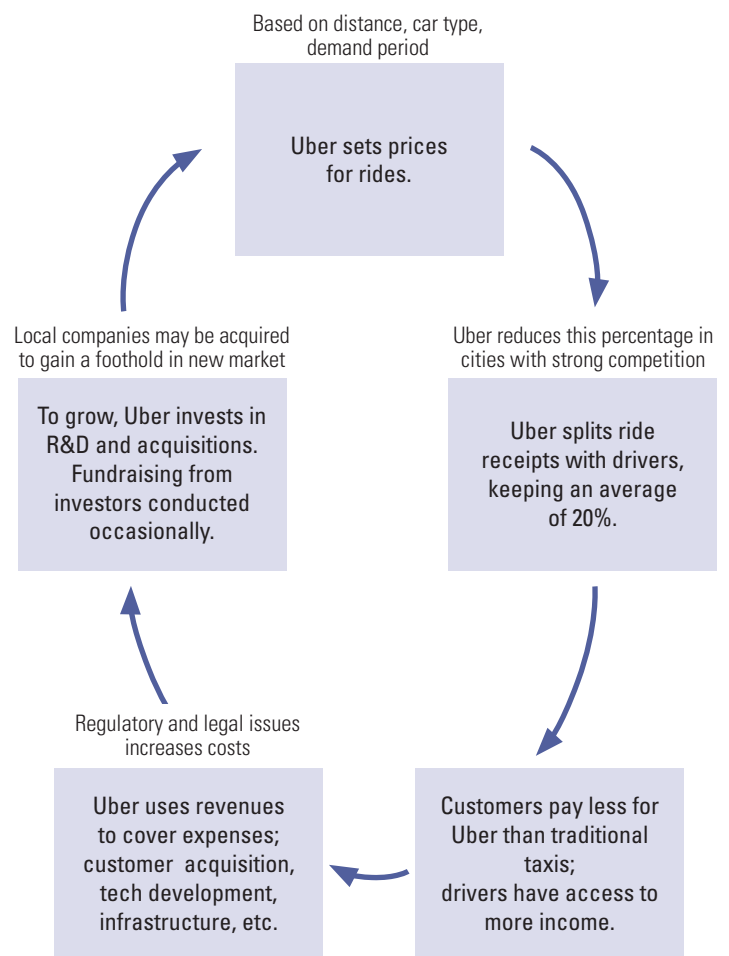 Based on distance, car type,
demand period
Uber sets prices
for rides.
Uber reduces this percentage in
cities with strong competition
Uber splits ride
receipts with drivers,
keeping an average
of 20%.
Customers pay less for
Uber than traditional
taxis;
drivers have access to
more income.
Regulatory and legal issues
increases costs
Uber uses revenues
to cover expenses;
customer acquisition,
tech development,
infrastructure, etc.
Local companies may be acquired
to gain a foothold in new market
To grow, Uber invests in
R&D and acquisitions.
Fundraising from
investors conducted
occasionally.